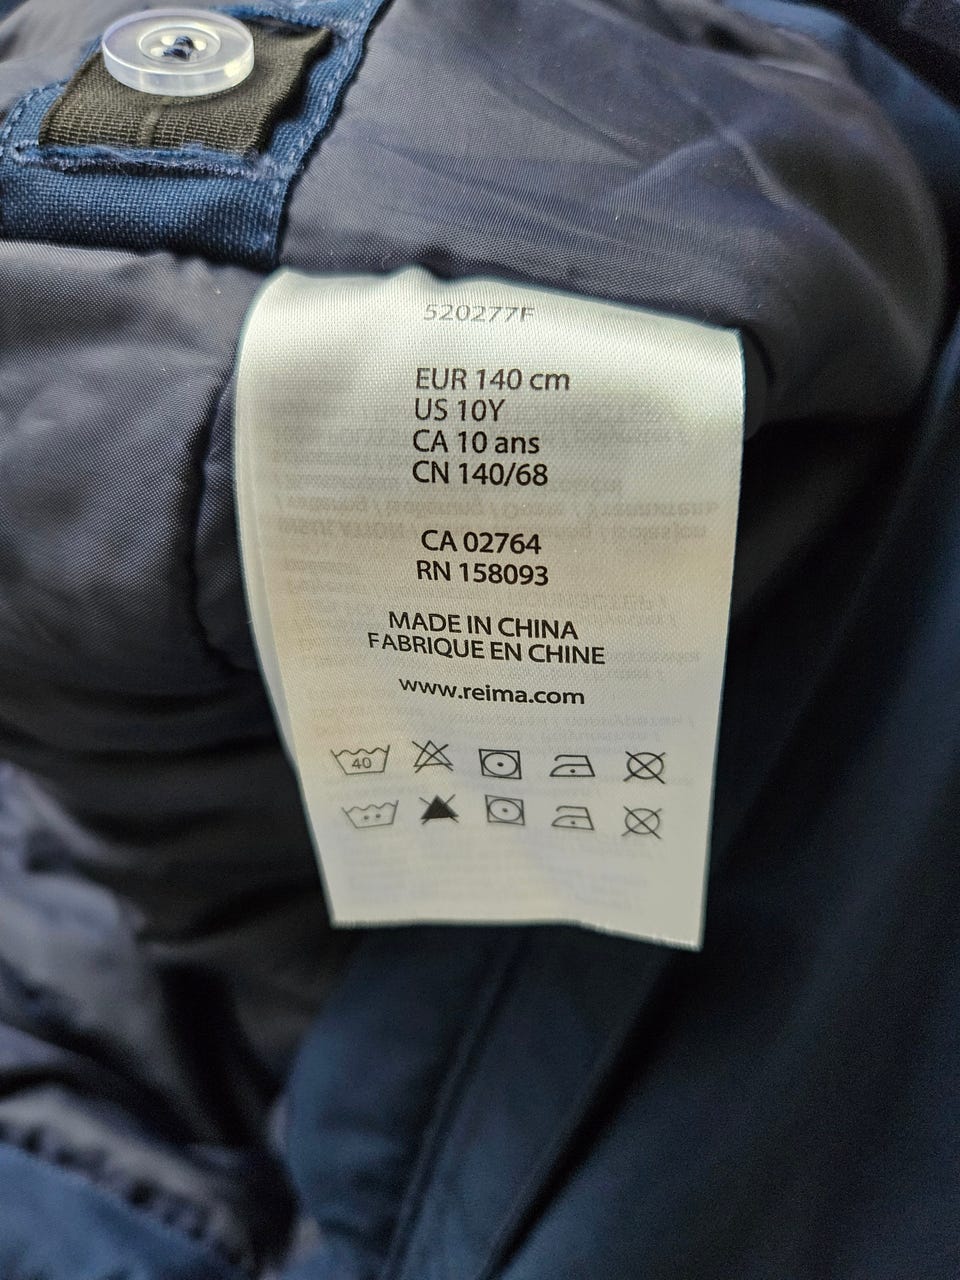 520277F
EUR 140 cm
US 10Y
CA 10 ans
CN 140/68
CA 02764
RN 158093
MADE IN CHINA
FABRIQUE EN CHINE
www.reima.com
40